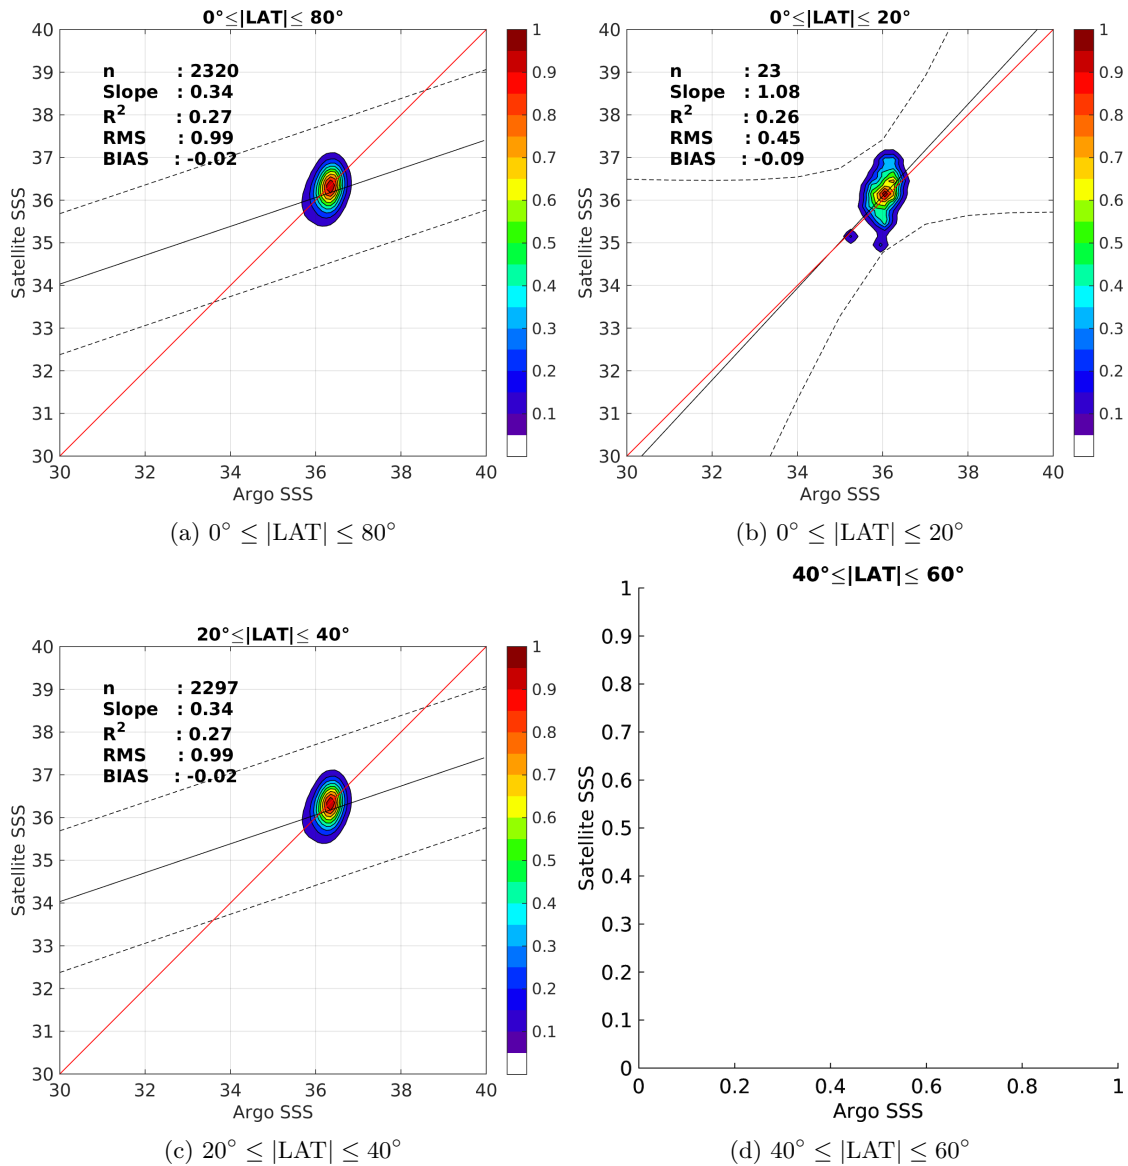 0°≤|LAT|≤ 80°
40
39
38
37
36
35
34
33
32
31
30
Satellite SSS
n : 2320
Slope : 0.34
R² : 0.27
RMS : 0.99
BIAS : -0.02
30 32 34 36 38 40
Argo SSS
1
0.9
0.8
0.7
0.6
0.5
0.4
0.3
0.2
0.1
(a) 0° ≤ |LAT| ≤ 80°
0°≤|LAT|≤ 20°
40
39
38
37
36
35
34
33
32
31
30
Satellite SSS
n : 23
Slope : 1.08
R² : 0.26
RMS : 0.45
BIAS : -0.09
30 32 34 36 38 40
Argo SSS
1
0.9
0.8
0.7
0.6
0.5
0.4
0.3
0.2
0.1
(b) 0° ≤ |LAT| ≤ 20°
20°≤|LAT|≤ 40°
40
39
38
37
36
35
34
33
32
31
30
Satellite SSS
n : 2297
Slope : 0.34
R² : 0.27
RMS : 0.99
BIAS : -0.02
30 32 34 36 38 40
Argo SSS
1
0.9
0.8
0.7
0.6
0.5
0.4
0.3
0.2
0.1
(c) 20° ≤ |LAT| ≤ 40°
40°≤|LAT|≤ 60°
1
0.9
0.8
0.7
0.6
0.5
0.4
0.3
0.2
0.1
0
Satellite SSS
0 0.2 0.4 0.6 0.8 1
Argo SSS
(d) 40° ≤ |LAT| ≤ 60°